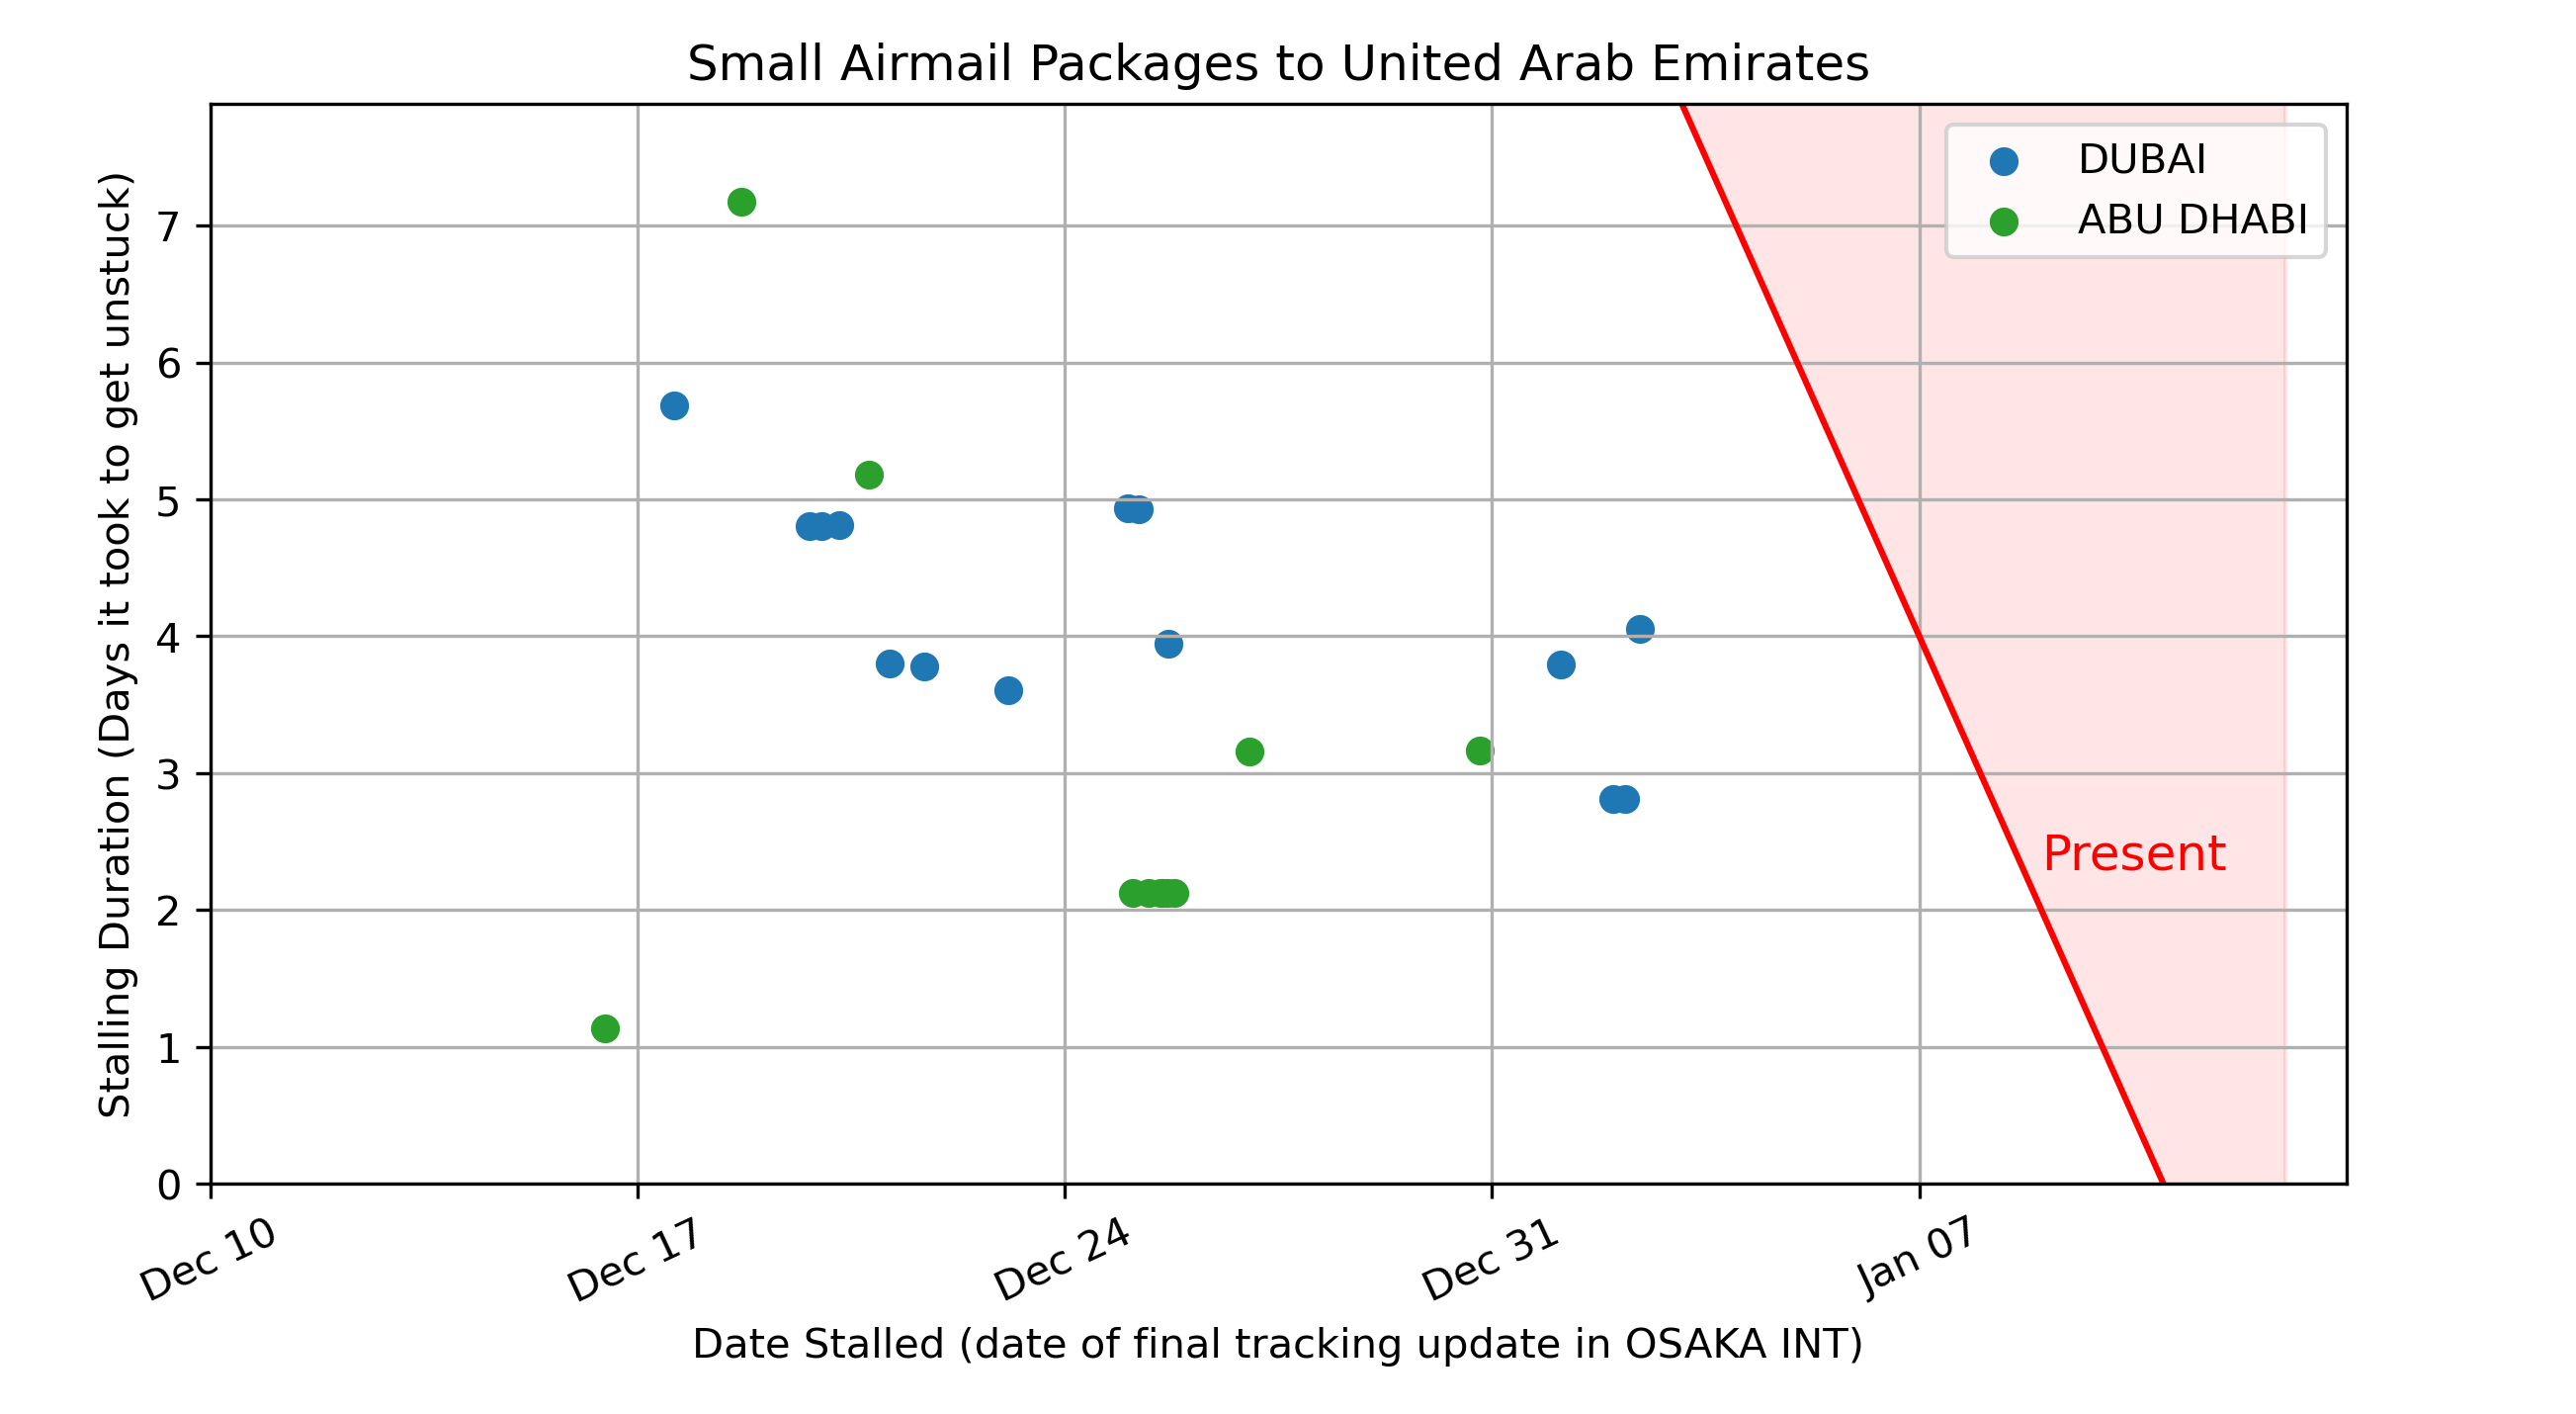 Small Airmail Packages to United Arab Emirates
DUBAI
ABU DHABI
Stalling Duration (Days it took to get unstuck)
7
6
5
4
3
2
1
0
Present
Dec 10
Dec 17
Dec 24
Dec 31
Jan 07
Date Stalled (date of final tracking update in OSAKA INT)